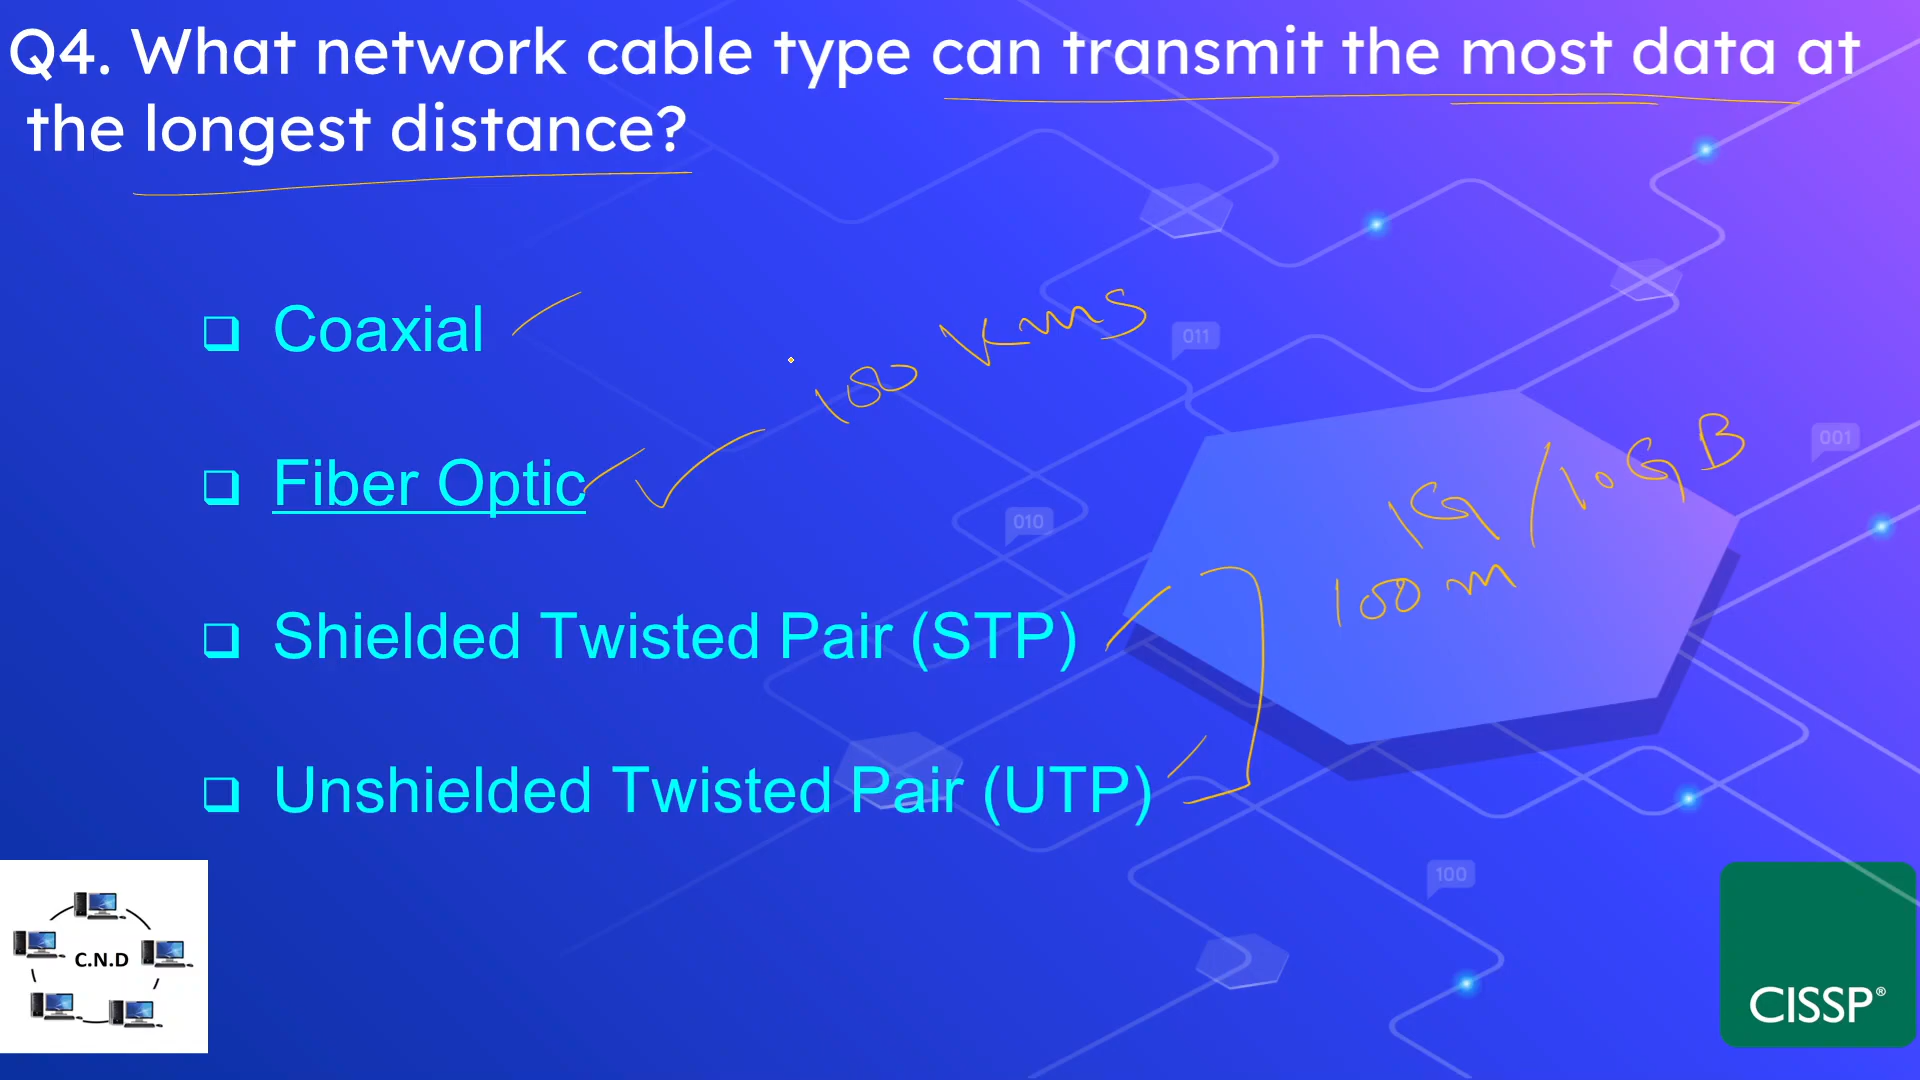 Q4. What network cable type can transmit the most data at
the longest distance?
Coaxial
100 Kms
011
Fiber Optic
001
1G/10GB
010
100 m
Shielded Twisted Pair (STP)
Unshielded Twisted Pair (UTP)
100
C.N.D
CISSP®